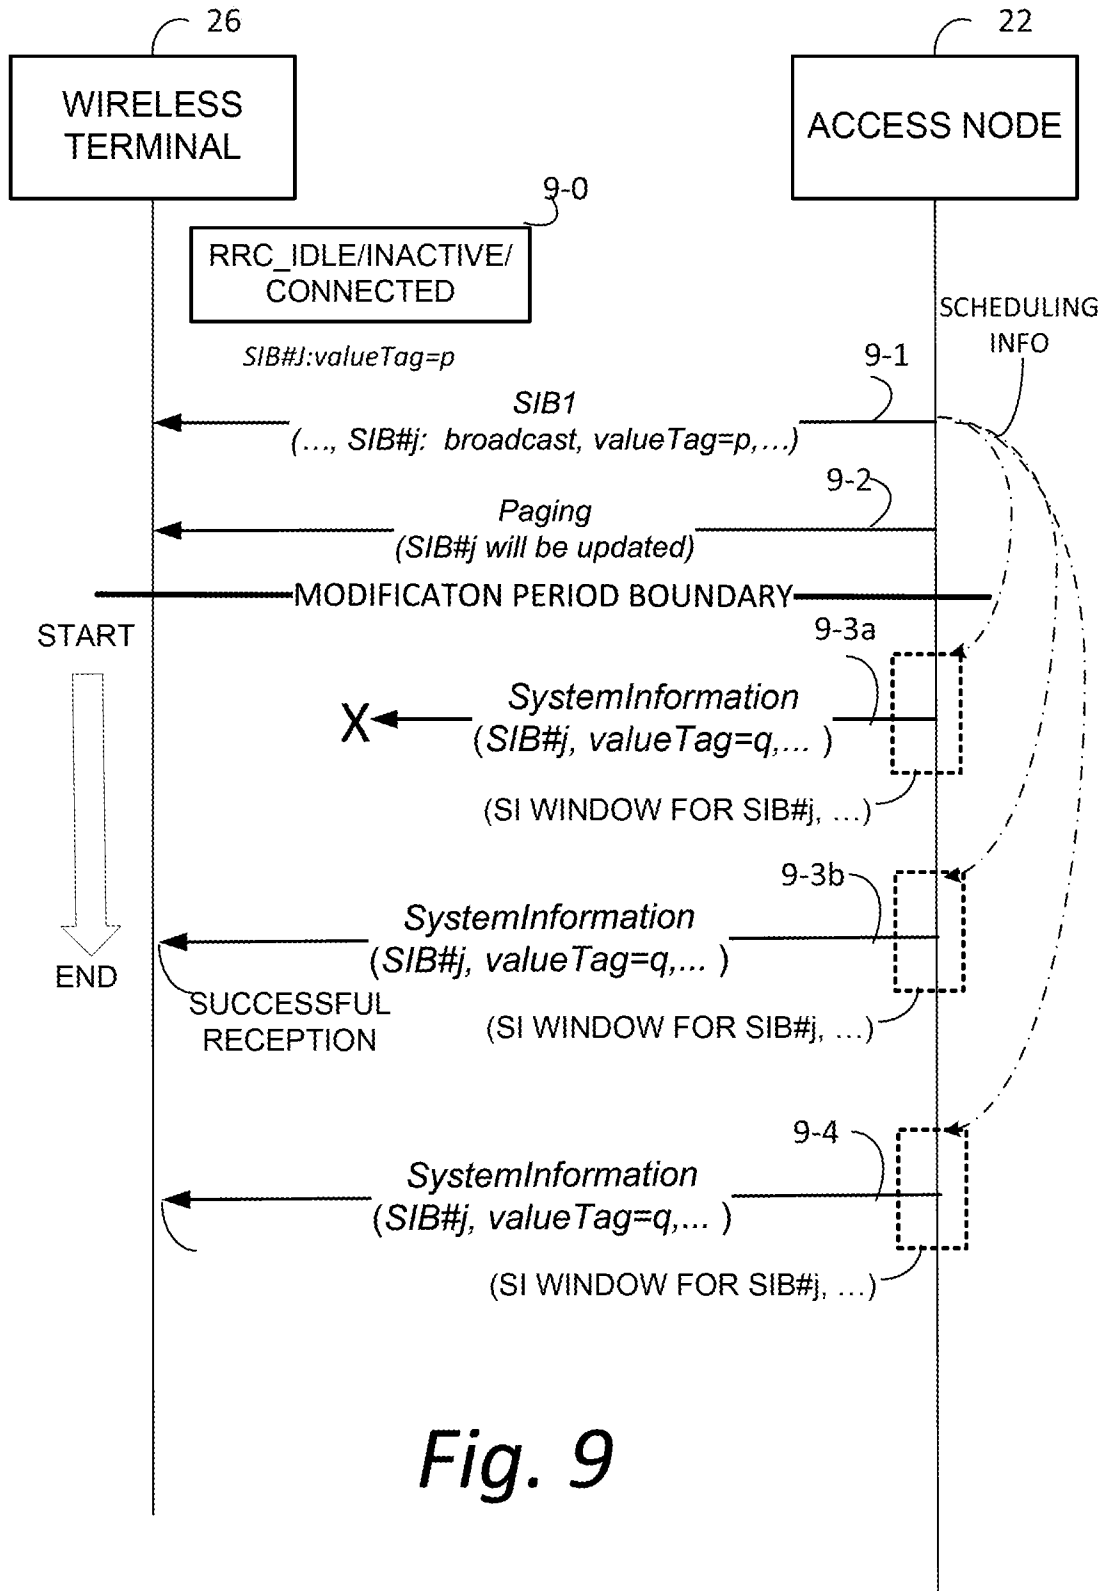 26
22
WIRELESS
TERMINAL
ACCESS NODE
9-0
RRC_IDLE/INACTIVE/
CONNECTED
SCHEDULING
INFO
SIB#J:valueTag=p
9-1
SIB1
(..., SIB#j: broadcast, valueTag=p,...)
9-2
Paging
(SIB#j will be updated)
MODIFICATON PERIOD BOUNDARY
START
9-3a
SystemInformation
X
(SIB#j, valueTag=q,... )
(SI WINDOW FOR SIB#j, ...)
9-3b
SystemInformation
(SIB#j, valueTag=q,... )
END
SUCCESSFUL
RECEPTION
(SI WINDOW FOR SIB#j, ...)
9-4
SystemInformation
(SIB#j, valueTag=q,... )
(SI WINDOW FOR SIB#j, ...)
Fig. 9